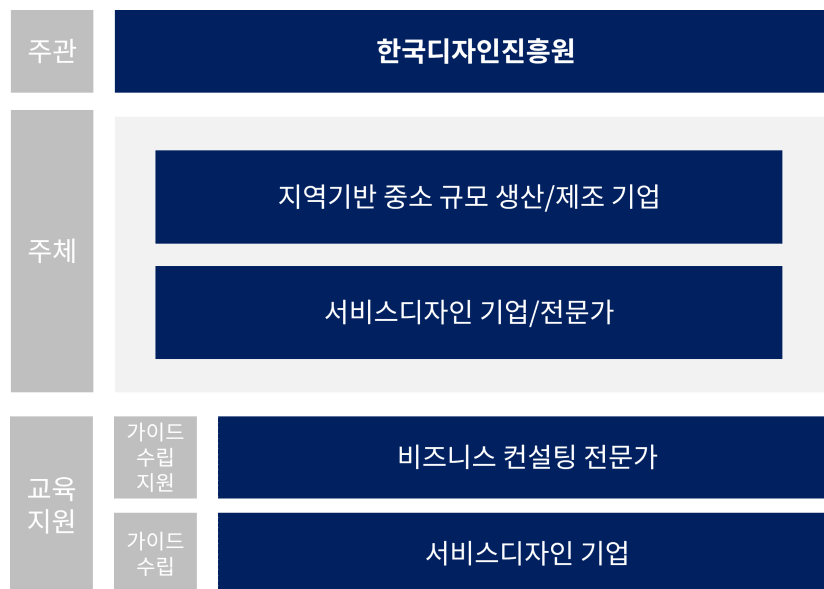 주관
한국디자인진흥원
주체
지역기반 중소 규모 생산/제조 기업
서비스디자인 기업/전문가
교육
지원
가이드
수립
지원
비즈니스 컨설팅 전문가
가이드
수립
서비스디자인 기업